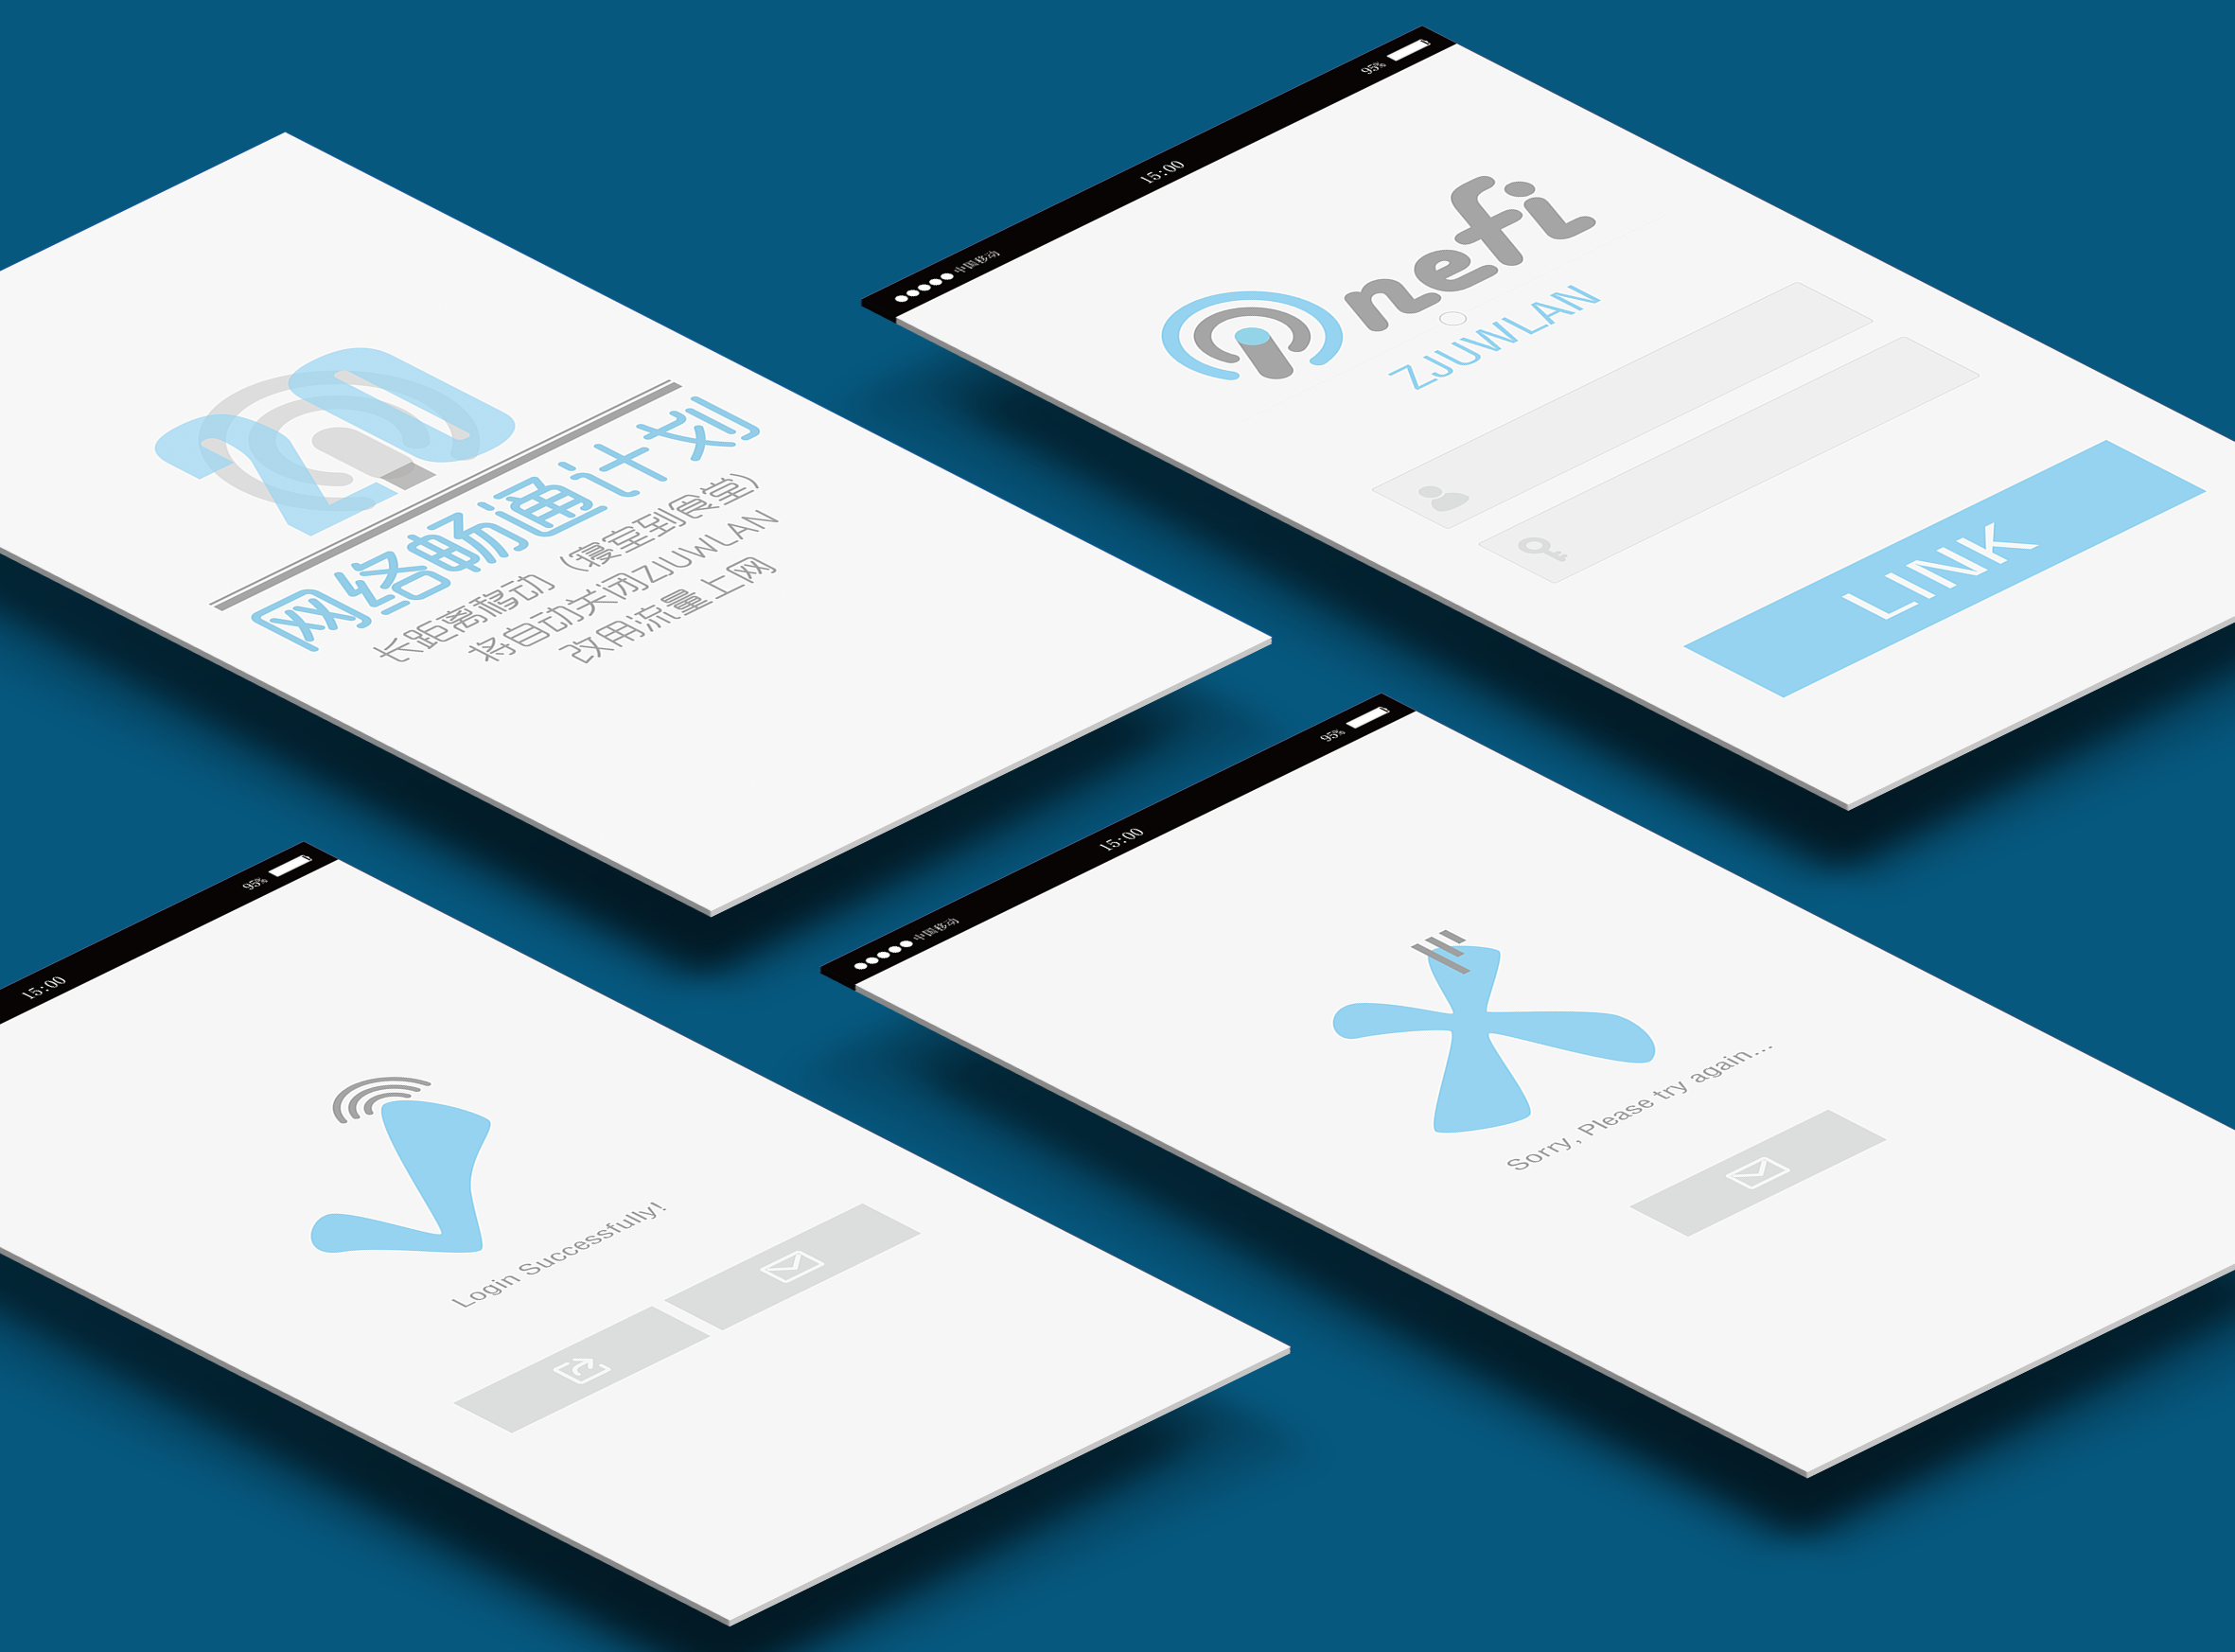 20
网络畅通计划
长距离移动（寝室到食堂）
将自动关闭ZJUWLAN
改用流量上网
中国移动 15:00 95%
nefi
ZJUWLAN
LINK
15:00 95%
Login Successfully!
中国移动 15:00 95%
Sorry, Please try again...